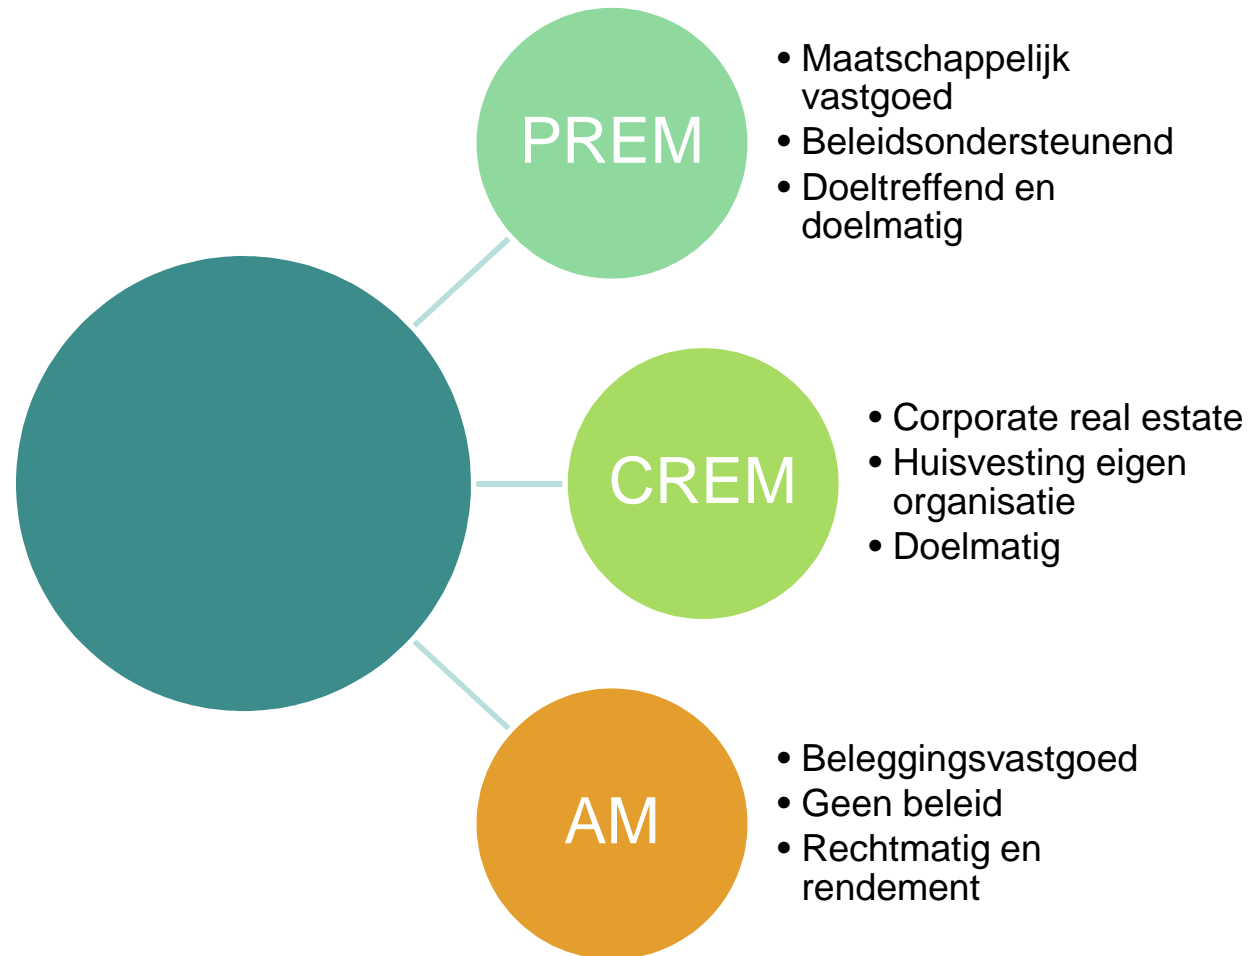 PREM
• Maatschappelijk
vastgoed
• Beleidsondersteunend
• Doeltreffend en
doelmatig
CREM
• Corporate real estate
• Huisvesting eigen
organisatie
• Doelmatig
AM
• Beleggingsvastgoed
• Geen beleid
• Rechtmatig en
rendement